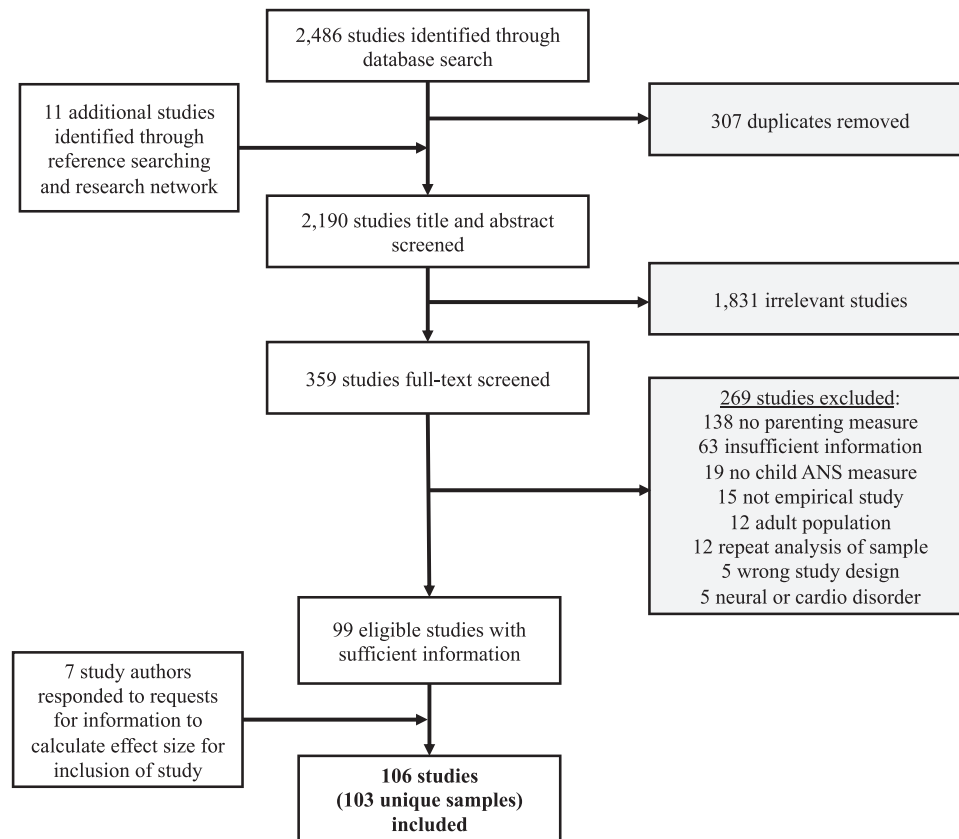 2,486 studies identified through
database search
11 additional studies
identified through
reference searching
and research network
307 duplicates removed
2,190 studies title and abstract
screened
1,831 irrelevant studies
359 studies full-text screened
269 studies excluded:
138 no parenting measure
63 insufficient information
19 no child ANS measure
15 not empirical study
12 adult population
12 repeat analysis of sample
5 wrong study design
5 neural or cardio disorder
99 eligible studies with
sufficient information
7 study authors
responded to requests
for information to
calculate effect size for
inclusion of study
106 studies
(103 unique samples)
included